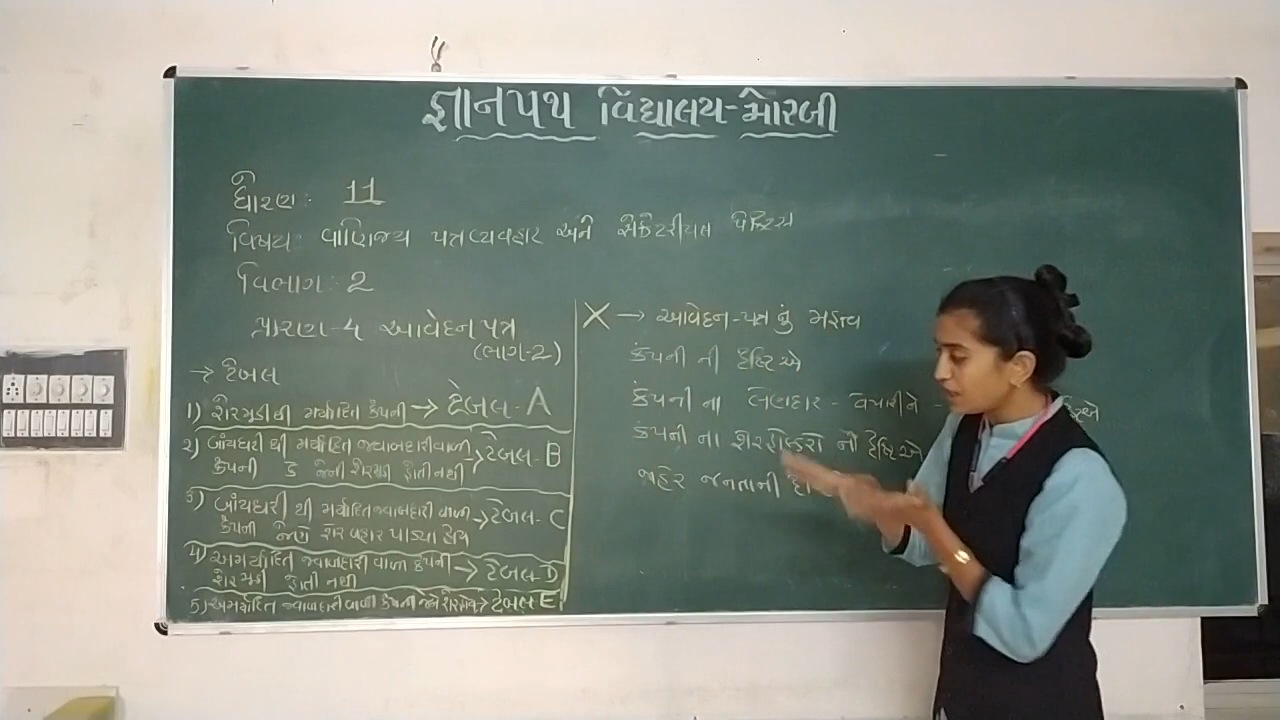 જ્ઞાનપથ વિદ્યાલય-મોરબી
ધોરણ: 11
વિષય: વાણિજ્ય પત્રવ્યવહાર અને સેક્રેટરીયલ પ્રેક્ટિસ
વિભાગ: 2
પ્રકરણ-4 આવેદનપત્ર
(ભાગ-2)
→ ટેબલ
1) શેરમૂડીથી મર્યાદિત કંપની → ટેબલ-A
2) બાંયધરીથી મર્યાદિત જવાબદારીવાળી
કંપની કે જેની શેરમૂડી હોતી નથી → ટેબલ-B
3) બાંયધરી થી મર્યાદિત જવાબદારી વાળી
કંપની જેણે શેર બહાર પાડ્યા હોય → ટેબલ-C
4) અમર્યાદિત જવાબદારી વાળી કંપની
શેરમૂડી હોતી નથી → ટેબલ-D
5) અમર્યાદિત જવાબદારીવાળી કંપની → ટેબલ-E
X → આવેદન-પત્રનું મહત્વ
કંપની ની દૃષ્ટિએ
કંપની ના લેણદાર - વેપારીને -
કંપની ના શેરહોલ્ડરો ની દૃષ્ટિએ
જાહેર જનતાની